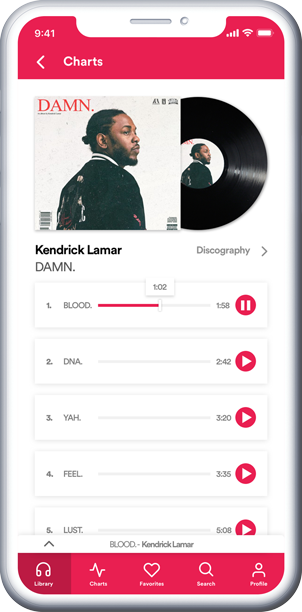 9:41
Charts
DAMN.
Kendrick Lamar
Discography
DAMN.
1:02
1. BLOOD. 1:58
2. DNA. 2:42
3. YAH. 3:20
4. FEEL. 3:35
5. LUST. 5:08
BLOOD. - Kendrick Lamar
Library Charts Favorites Search Profile